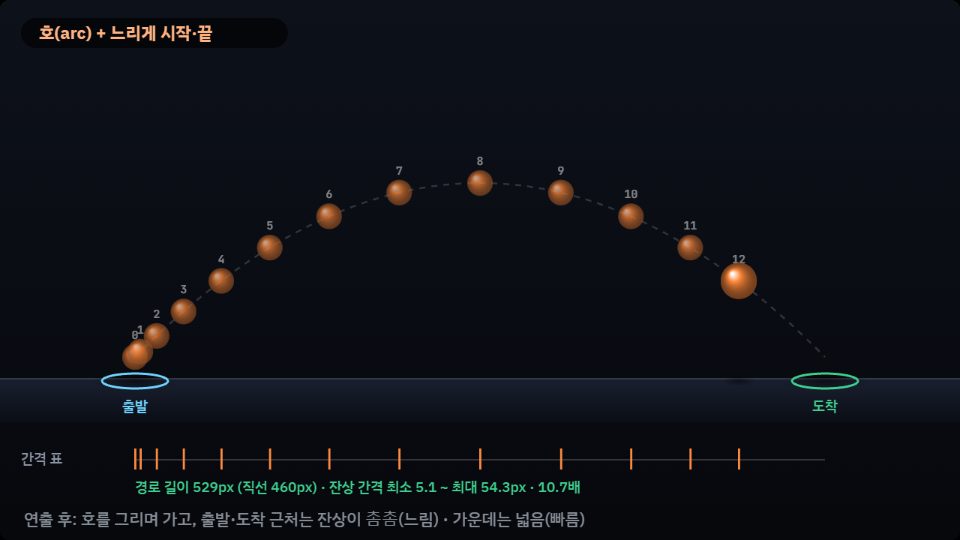 호(arc) + 느리게 시작·끝
8
7
9
6
10
5
11
4
12
3
2
1
0
출발
도착
간격 표
경로 길이 529px (직선 460px) · 잔상 간격 최소 5.1 ~ 최대 54.3px · 10.7배
연출 후: 호를 그리며 가고, 출발·도착 근처는 잔상이 촘촘(느림) · 가운데는 넓음(빠름)